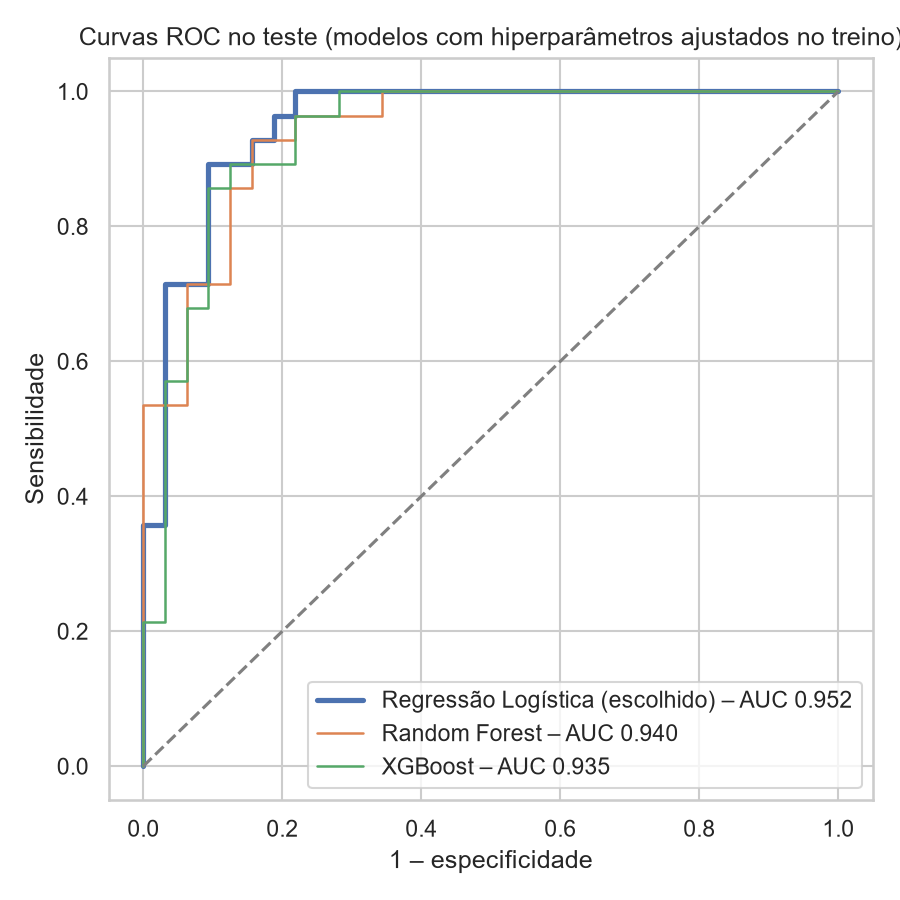 Curvas ROC no teste (modelos com hiperparâmetros ajustados no treino)
1.0
0.8
0.6
0.4
0.2
0.0
Sensibilidade
Regressão Logística (escolhido) – AUC 0.952
Random Forest – AUC 0.940
XGBoost – AUC 0.935
0.0 0.2 0.4 0.6 0.8 1.0
1 – especificidade